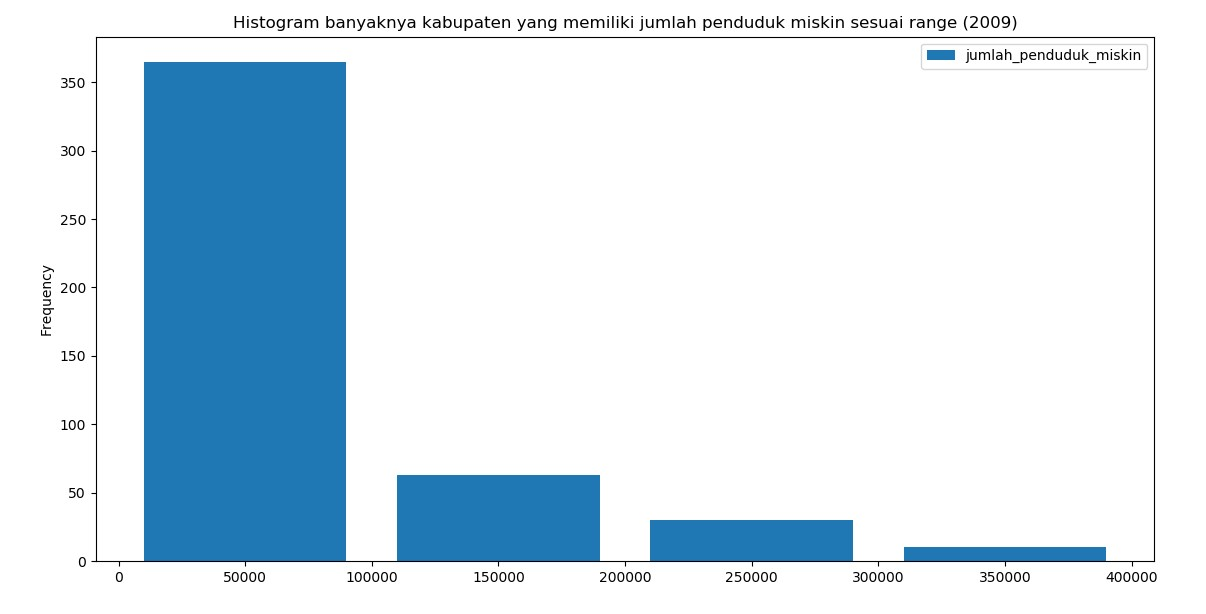 Histogram banyaknya kabupaten yang memiliki jumlah penduduk miskin sesuai range (2009)
jumlah_penduduk_miskin
Frequency
350
300
250
200
150
100
50
0
0 50000 100000 150000 200000 250000 300000 350000 400000